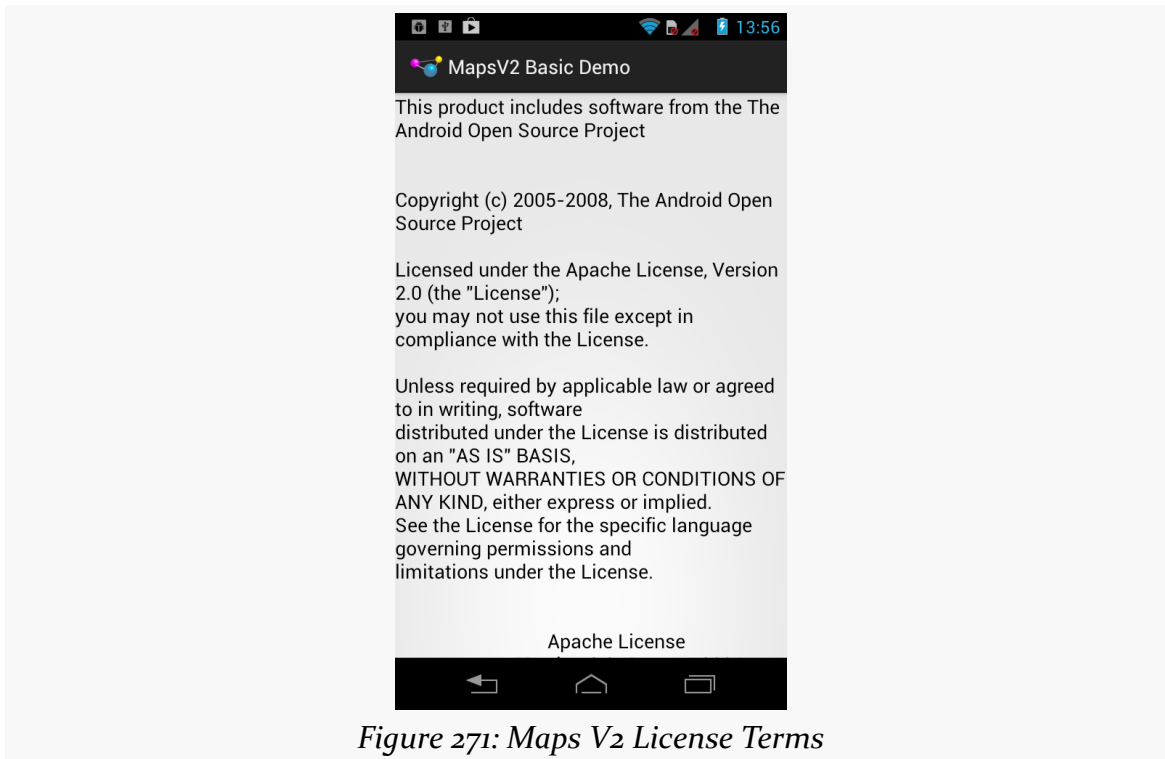 13:56
MapsV2 Basic Demo
This product includes software from the The
Android Open Source Project
Copyright (c) 2005-2008, The Android Open
Source Project
Licensed under the Apache License, Version
2.0 (the "License");
you may not use this file except in
compliance with the License.
Unless required by applicable law or agreed
to in writing, software
distributed under the License is distributed
on an "AS IS" BASIS,
WITHOUT WARRANTIES OR CONDITIONS OF
ANY KIND, either express or implied.
See the License for the specific language
governing permissions and
limitations under the License.
Apache License
Figure 271: Maps V2 License Terms